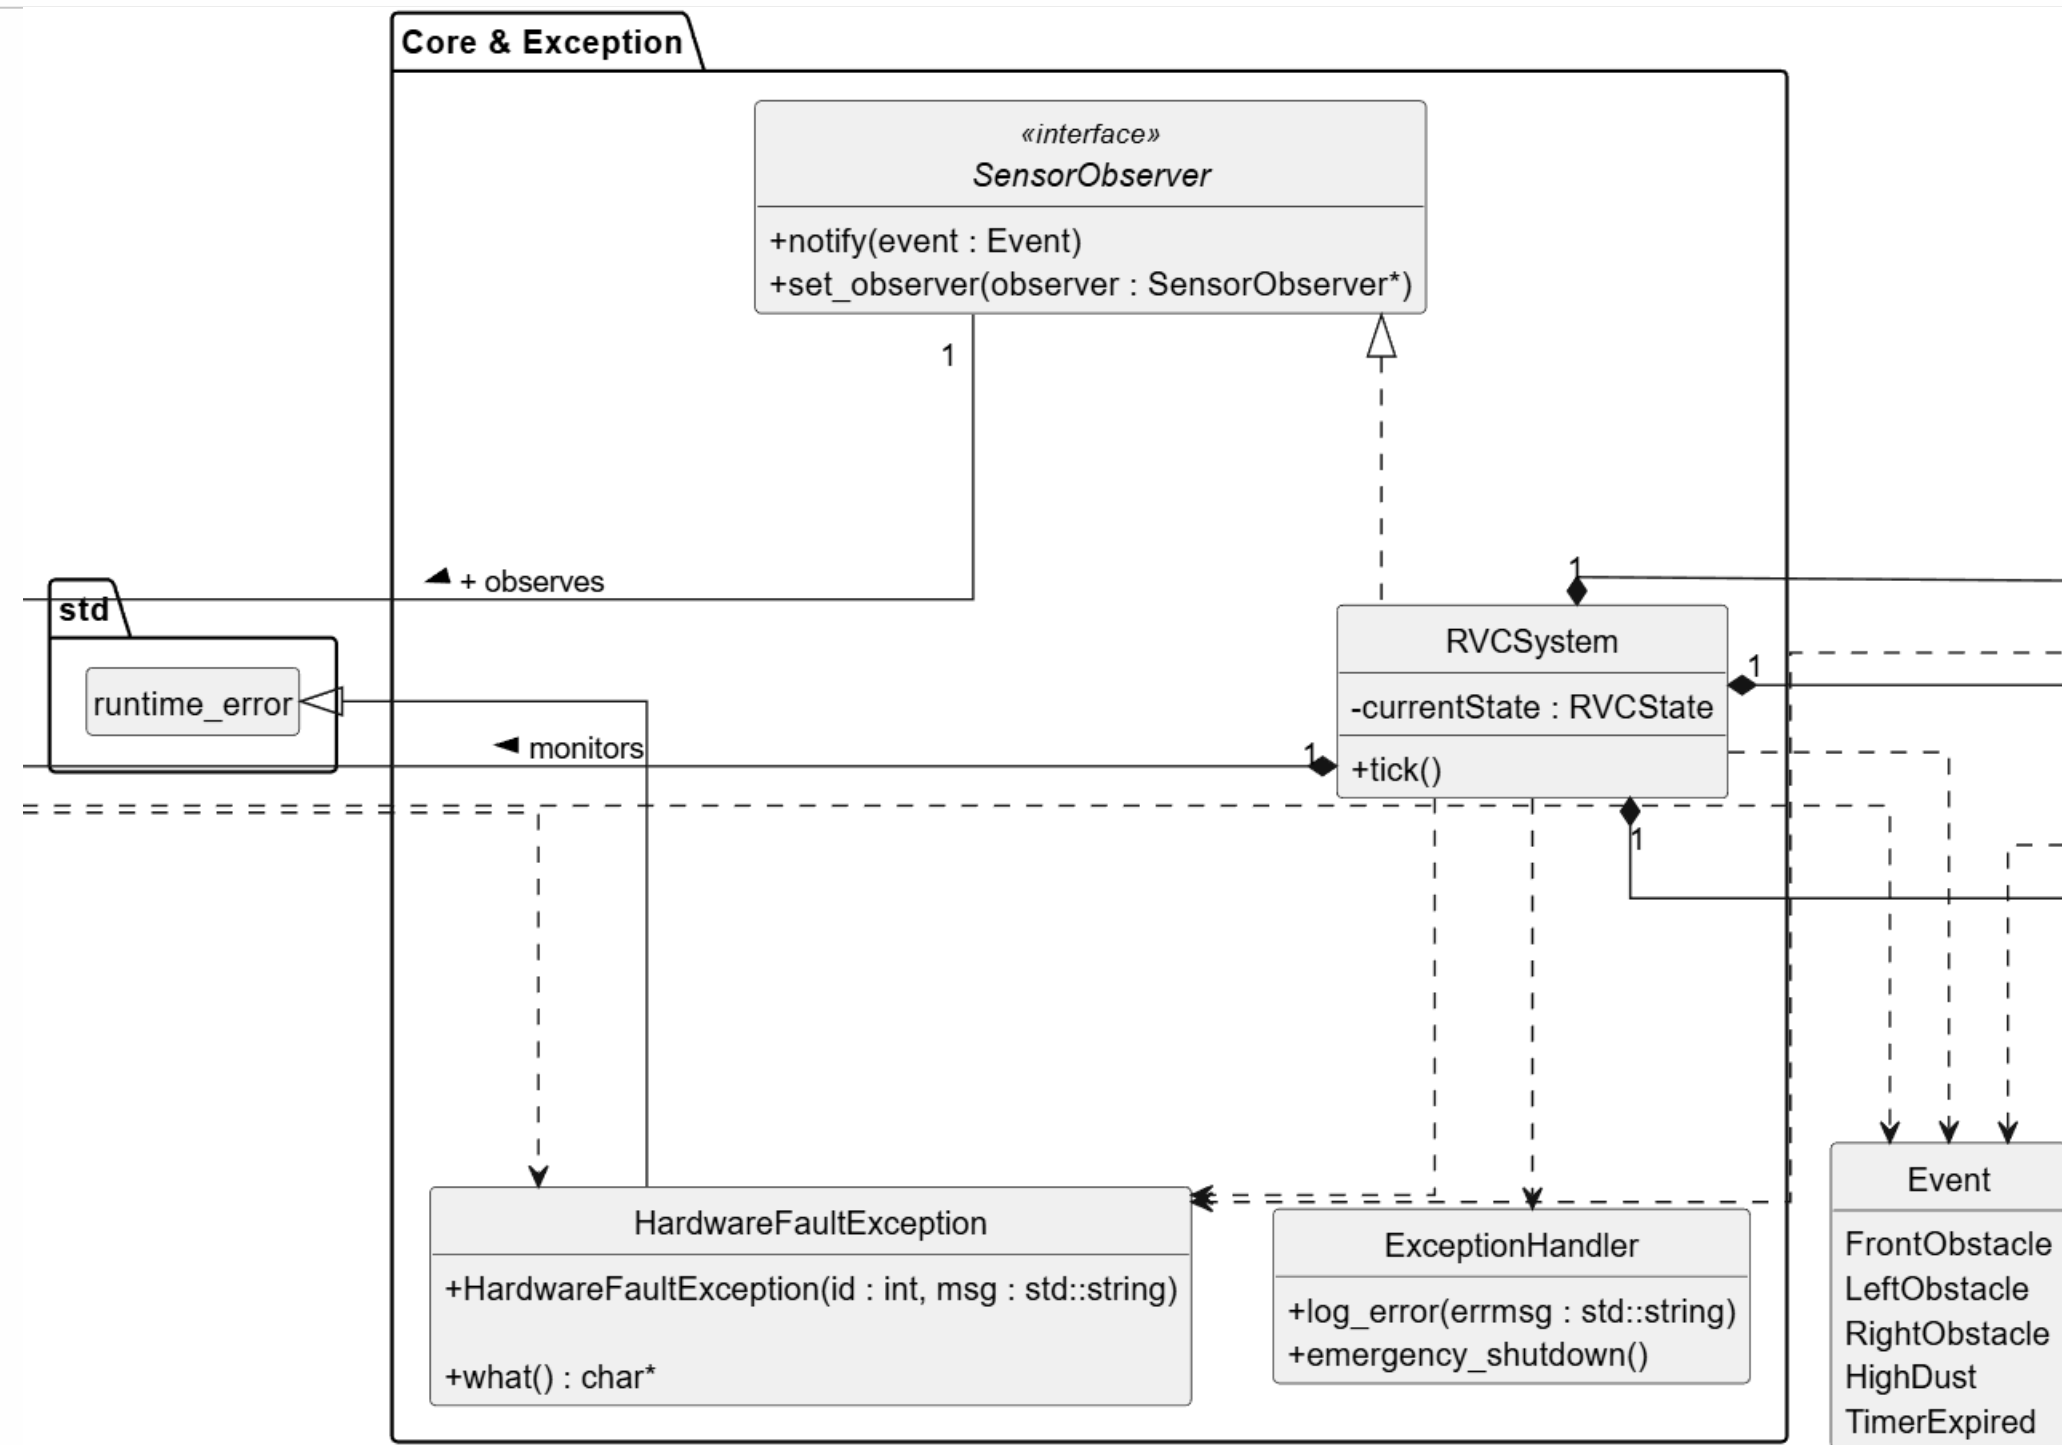 Core & Exception
«interface»
SensorObserver
+notify(event : Event)
+set_observer(observer : SensorObserver*)
1
+ observes
std
runtime_error
monitors
1
1
1
1
RVCSystem
-currentState : RVCState
+tick()
HardwareFaultException
+HardwareFaultException(id : int, msg : std::string)
+what() : char*
ExceptionHandler
+log_error(errmsg : std::string)
+emergency_shutdown()
Event
FrontObstacle
LeftObstacle
RightObstacle
HighDust
TimerExpired